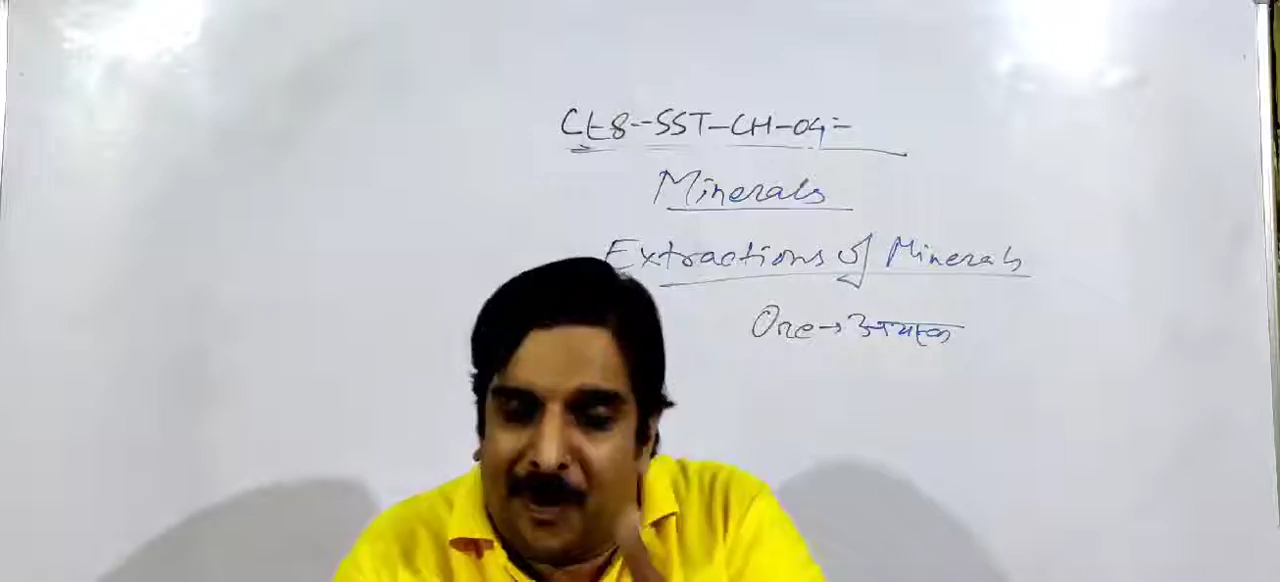 Cl-8--SST-CH-04:-
Minerals
Extractions of Minerals
Ore→अयस्क